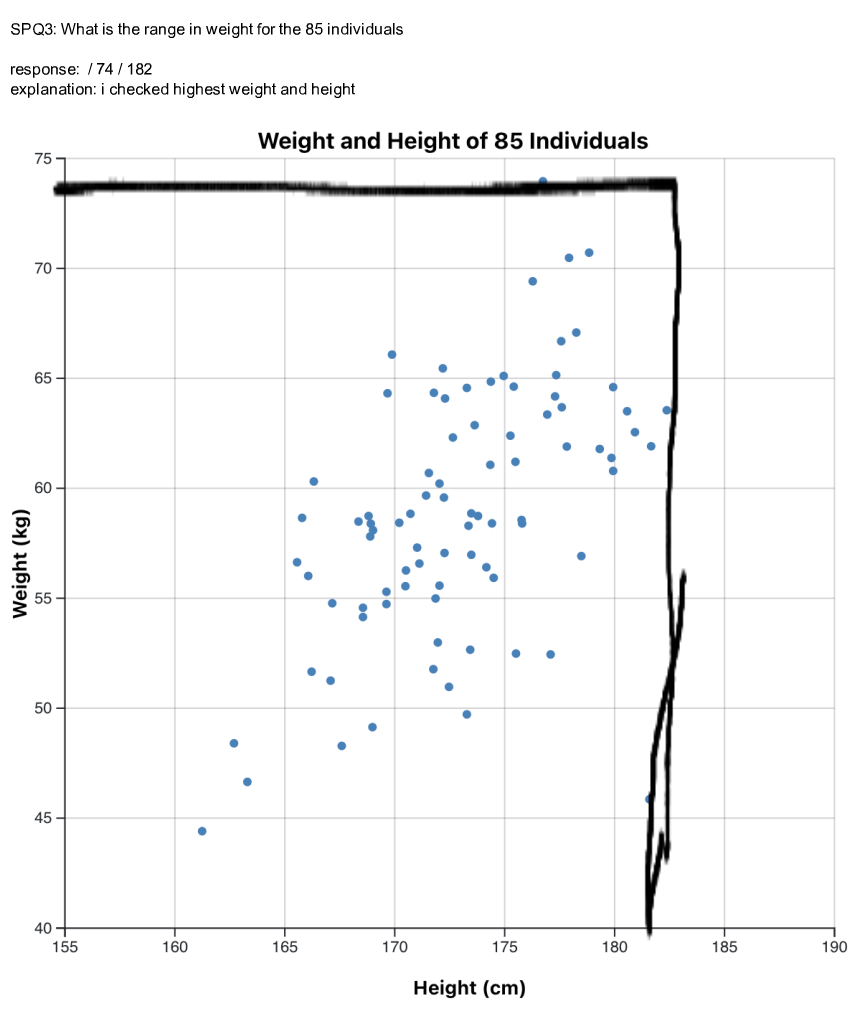 SPQ3: What is the range in weight for the 85 individuals
response:  / 74 / 182
explanation: i checked highest weight and height
Weight and Height of 85 Individuals
75
70
65
60
55
50
45
40
Weight (kg)
155 160 165 170 175 180 185 190
Height (cm)